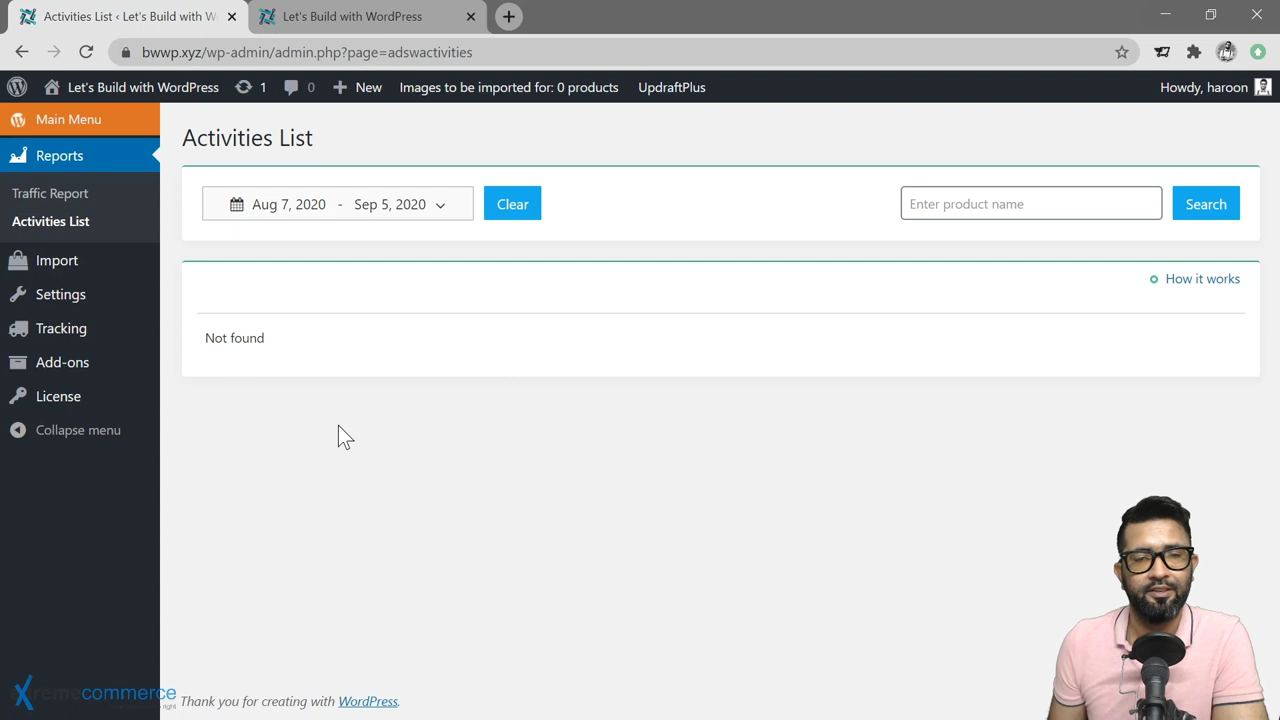 Activities List ‹ Let's Build with W
Let's Build with WordPress
bwwp.xyz/wp-admin/admin.php?page=adswactivities
Let's Build with WordPress
1
0
New
Images to be imported for: 0 products
UpdraftPlus
Howdy, haroon
Main Menu
Reports
Traffic Report
Activities List
Import
Settings
Tracking
Add-ons
License
Collapse menu
Activities List
Aug 7, 2020 - Sep 5, 2020
Clear
Enter product name
Search
How it works
Not found
Thank you for creating with WordPress.
xtremecommerce